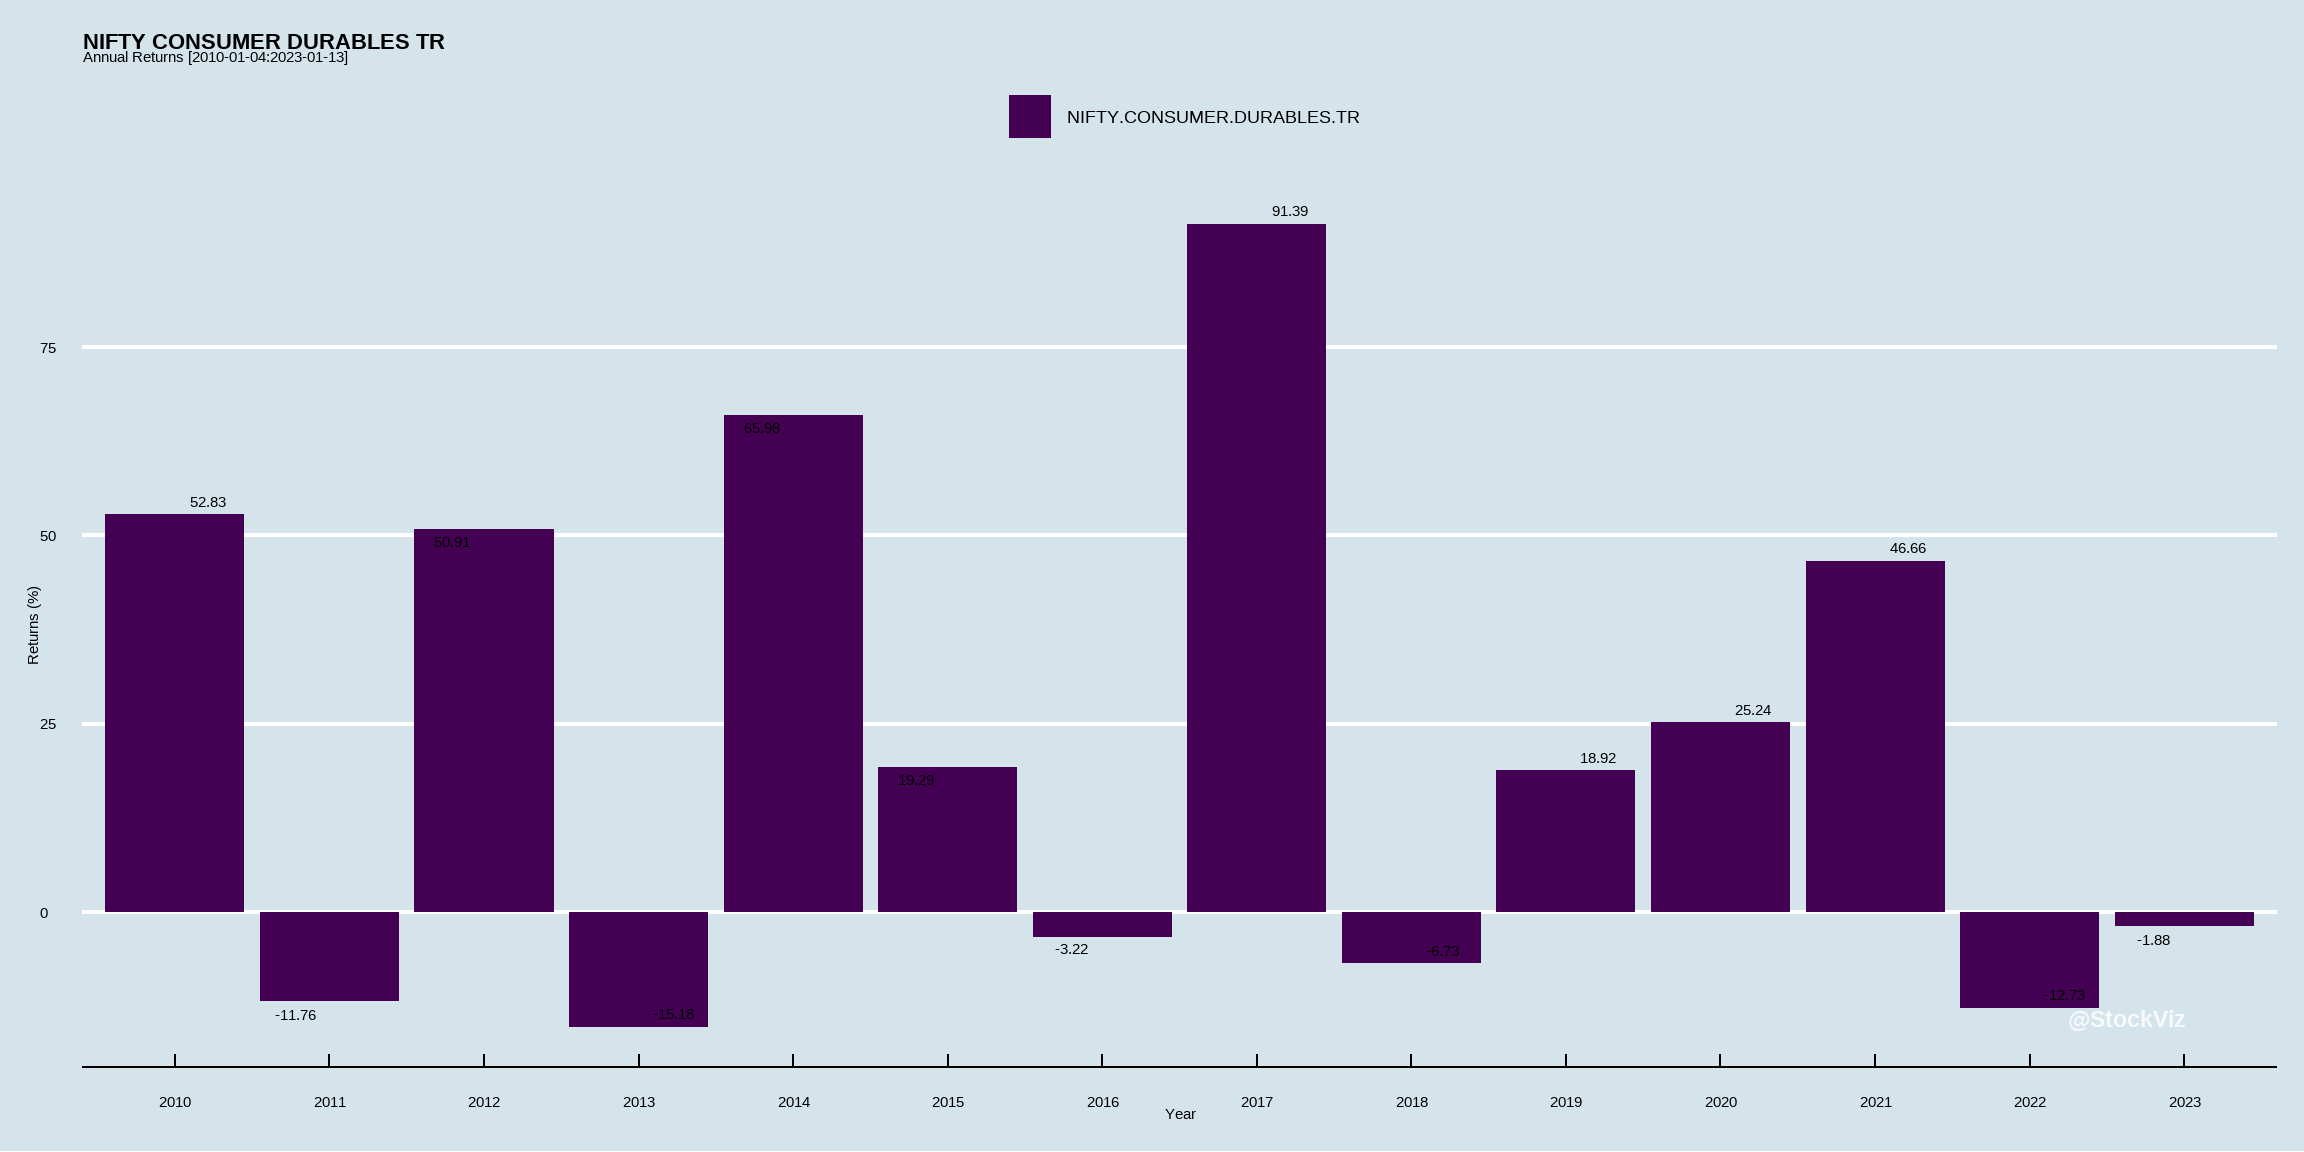 NIFTY CONSUMER DURABLES TR
Annual Returns [2010-01-04:2023-01-13]
NIFTY.CONSUMER.DURABLES.TR
91.39
75
65.98
52.83
50
50.91
46.66
Returns (%)
25
25.24
18.92
19.29
0
-1.88
-3.22
-6.73
-12.73
-15.18
-11.76
@StockViz
2010 2011 2012 2013 2014 2015 2016 2017 2018 2019 2020 2021 2022 2023
Year